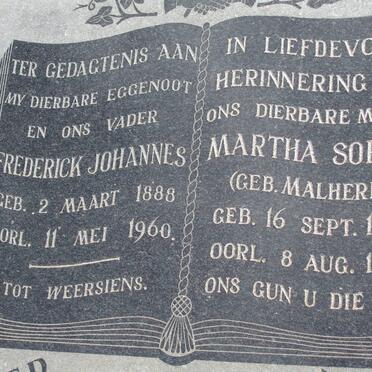 TER GEDAGTENIS AAN
MY DIERBARE EGGENOOT
EN ONS VADER
FREDERICK JOHANNES
GEB. 2 MAART 1888
OORL. 11 MEI 1960.
TOT WEERSIENS.
IN LIEFDEVO
HERINNERING
ONS DIERBARE M
MARTHA SO
(GEB. MALHER
GEB. 16 SEPT. 1
OORL. 8 AUG. 1
ONS GUN U DIE